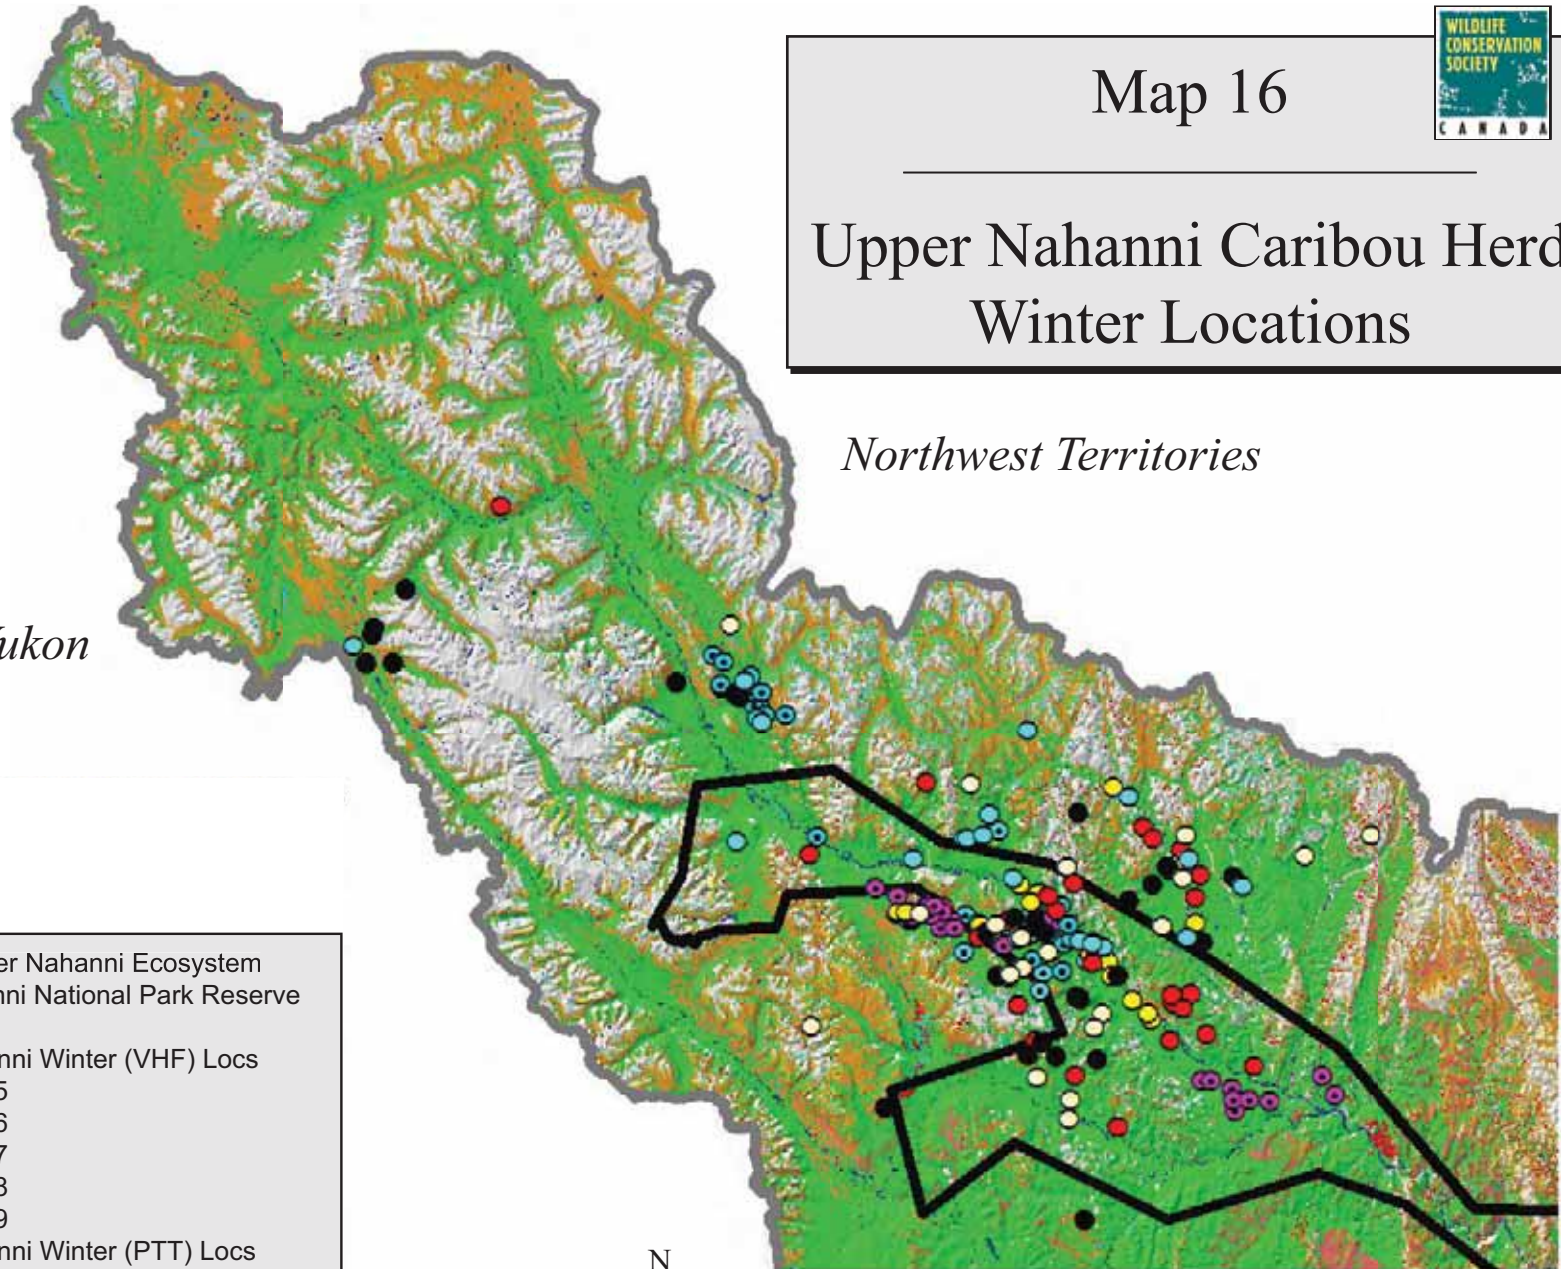 WILDLIFE
CONSERVATION
SOCIETY
CANADA
Map 16
Upper Nahanni Caribou Herd
Winter Locations
Northwest Territories
ukon
er Nahanni Ecosystem
nni National Park Reserve
nni Winter (VHF) Locs
5
6
7
8
9
nni Winter (PTT) Locs
N